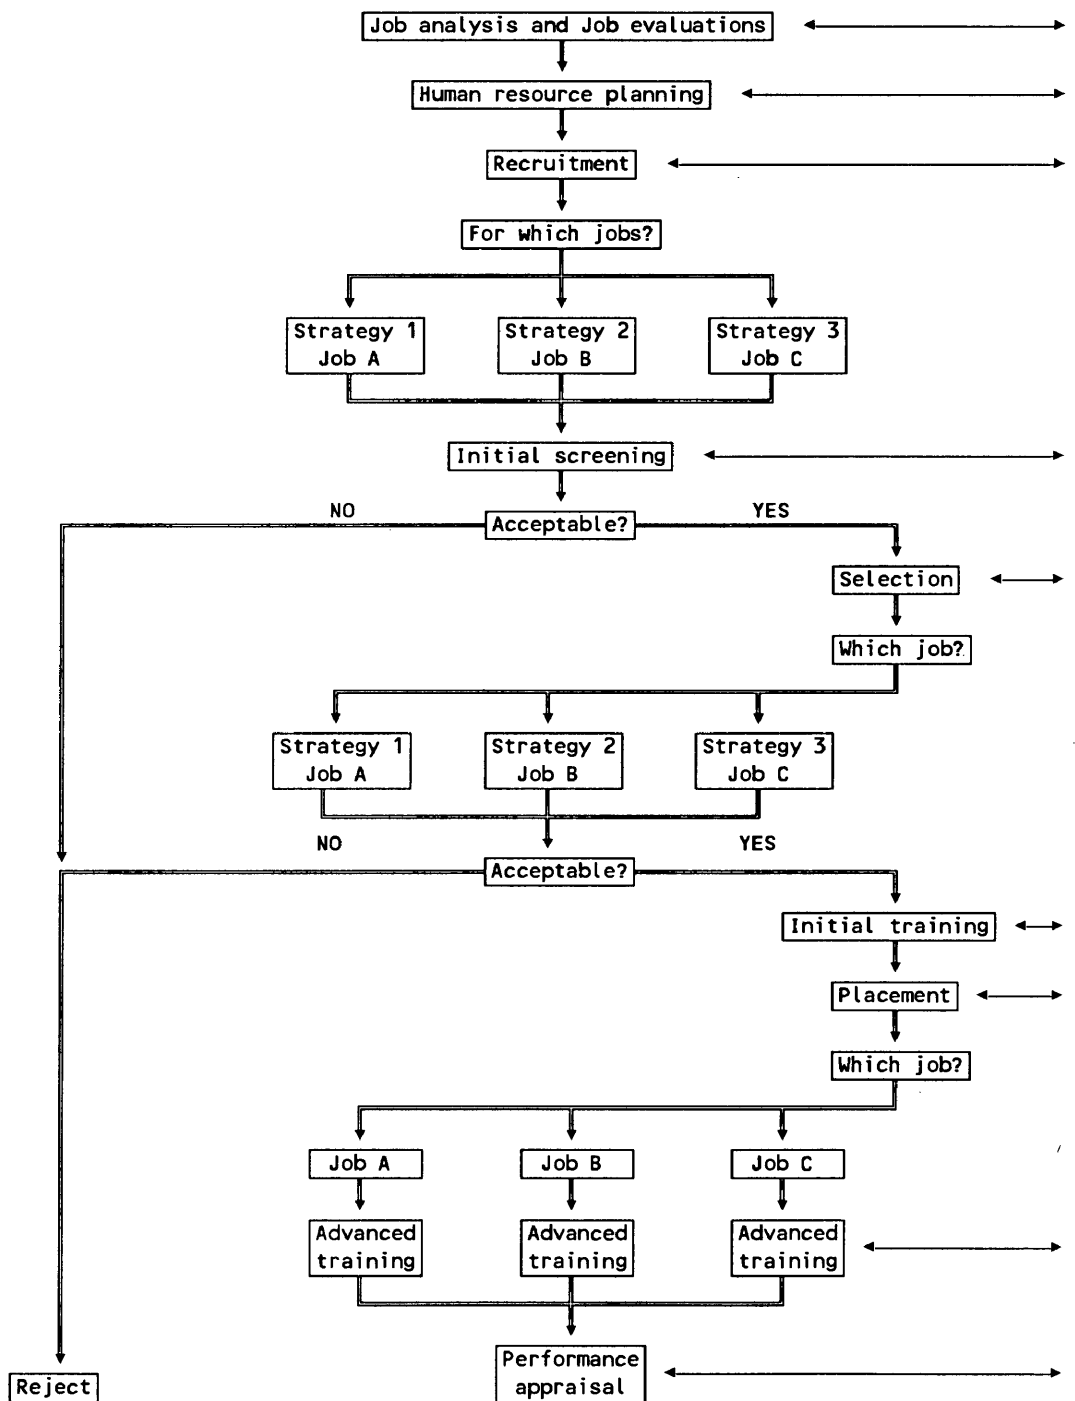 Job analysis and Job evaluations
Human resource planning
Recruitment
For which jobs?
Strategy 1
Job A
Strategy 2
Job B
Strategy 3
Job C
Initial screening
NO
Acceptable?
YES
Selection
Which job?
Strategy 1
Job A
Strategy 2
Job B
Strategy 3
Job C
NO
Acceptable?
YES
Initial training
Placement
Which job?
Job A
Job B
Job C
Advanced
training
Advanced
training
Advanced
training
Performance
appraisal
Reject